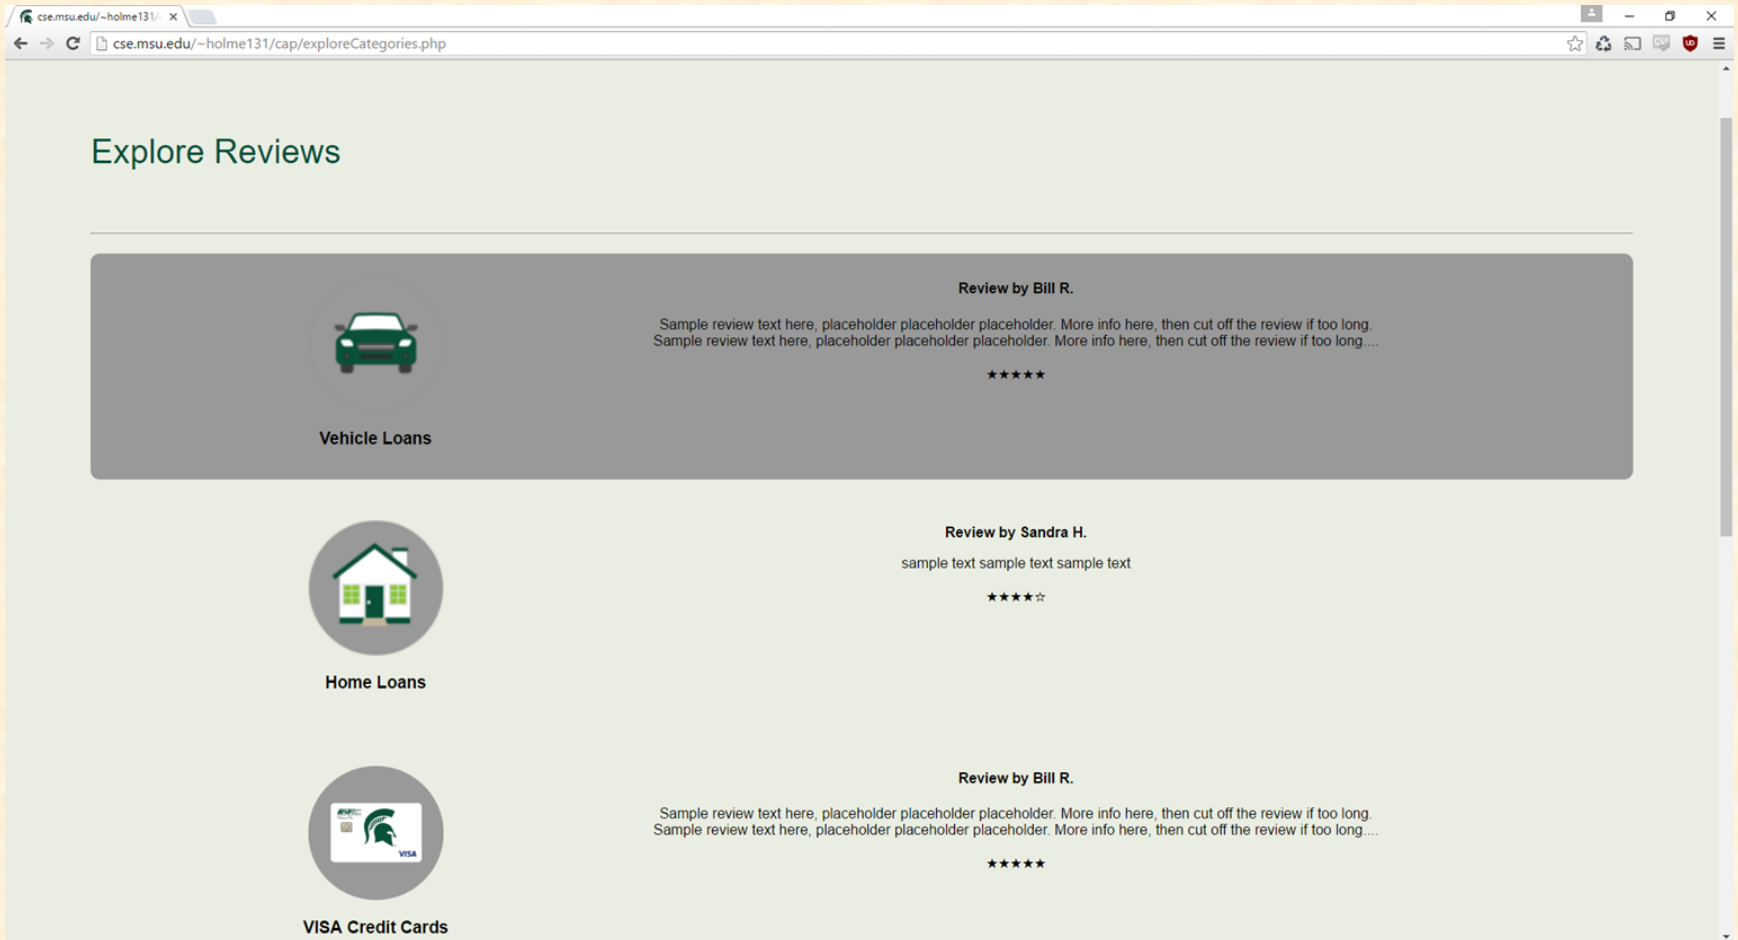 cse.msu.edu/~holme131/
cse.msu.edu/~holme131/cap/exploreCategories.php
Explore Reviews
Review by Bill R.
Sample review text here, placeholder placeholder placeholder. More info here, then cut off the review if too long.
Sample review text here, placeholder placeholder placeholder. More info here, then cut off the review if too long....
★★★★★
Vehicle Loans
Review by Sandra H.
sample text sample text sample text
★★★★☆
Home Loans
Review by Bill R.
Sample review text here, placeholder placeholder placeholder. More info here, then cut off the review if too long.
Sample review text here, placeholder placeholder placeholder. More info here, then cut off the review if too long....
★★★★★
VISA
VISA Credit Cards